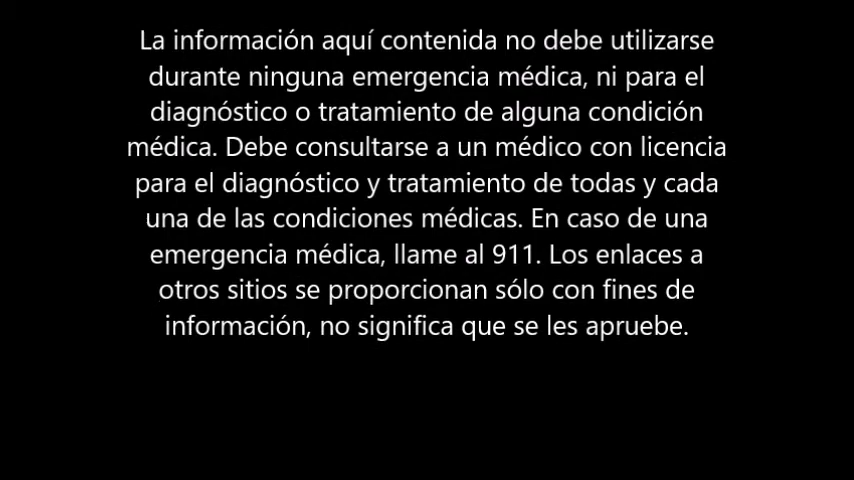 La información aquí contenida no debe utilizarse
durante ninguna emergencia médica, ni para el
diagnóstico o tratamiento de alguna condición
médica. Debe consultarse a un médico con licencia
para el diagnóstico y tratamiento de todas y cada
una de las condiciones médicas. En caso de una
emergencia médica, llame al 911. Los enlaces a
otros sitios se proporcionan sólo con fines de
información, no significa que se les apruebe.